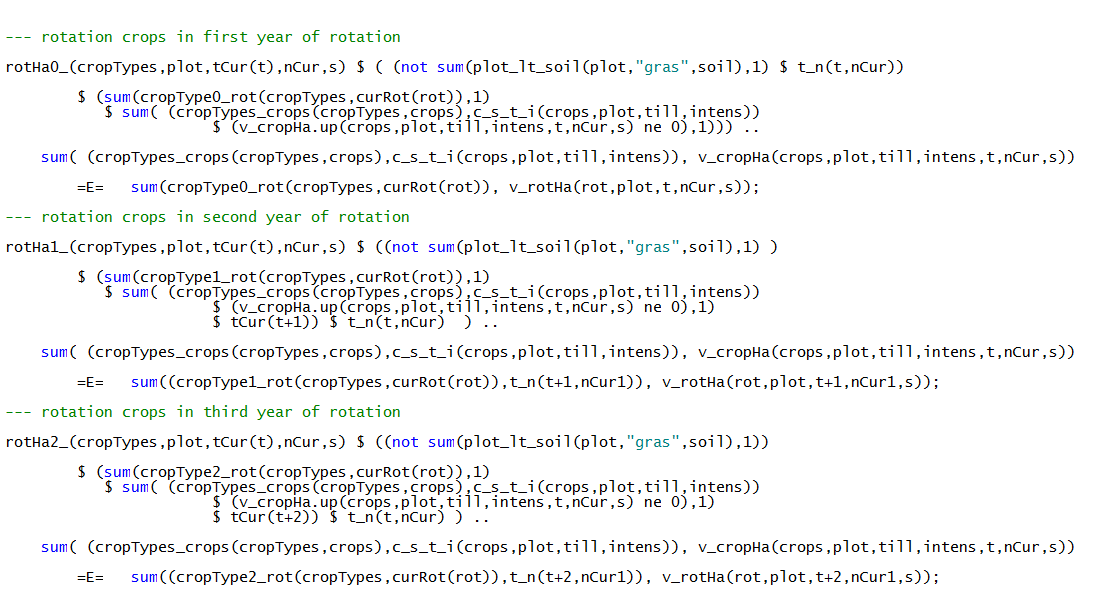 --- rotation crops in first year of rotation
rotHa0_(cropTypes,plot,tCur(t),nCur,s) $ ( (not sum(plot_lt_soil(plot,"gras",soil),1) $ t_n(t,nCur))
$ (sum(cropType0_rot(cropTypes,curRot(rot)),1)
$ sum( (cropTypes_crops(cropTypes,crops),c_s_t_i(crops,plot,till,intens))
$ (v_cropHa.up(crops,plot,till,intens,t,nCur,s) ne 0),1))) ..
sum( (cropTypes_crops(cropTypes,crops),c_s_t_i(crops,plot,till,intens)), v_cropHa(crops,plot,till,intens,t,nCur,s))
=E= sum(cropType0_rot(cropTypes,curRot(rot)), v_rotHa(rot,plot,t,nCur,s));
--- rotation crops in second year of rotation
rotHa1_(cropTypes,plot,tCur(t),nCur,s) $ ((not sum(plot_lt_soil(plot,"gras",soil),1) )
$ (sum(cropType1_rot(cropTypes,curRot(rot)),1)
$ sum( (cropTypes_crops(cropTypes,crops),c_s_t_i(crops,plot,till,intens))
$ (v_cropHa.up(crops,plot,till,intens,t,nCur,s) ne 0),1)
$ tCur(t+1)) $ t_n(t,nCur) ) ..
sum( (cropTypes_crops(cropTypes,crops),c_s_t_i(crops,plot,till,intens)), v_cropHa(crops,plot,till,intens,t,nCur,s))
=E= sum((cropType1_rot(cropTypes,curRot(rot)),t_n(t+1,nCur1)), v_rotHa(rot,plot,t+1,nCur1,s));
--- rotation crops in third year of rotation
rotHa2_(cropTypes,plot,tCur(t),nCur,s) $ ((not sum(plot_lt_soil(plot,"gras",soil),1))
$ (sum(cropType2_rot(cropTypes,curRot(rot)),1)
$ sum( (cropTypes_crops(cropTypes,crops),c_s_t_i(crops,plot,till,intens))
$ (v_cropHa.up(crops,plot,till,intens,t,nCur,s) ne 0),1)
$ tCur(t+2)) $ t_n(t,nCur) ) ..
sum( (cropTypes_crops(cropTypes,crops),c_s_t_i(crops,plot,till,intens)), v_cropHa(crops,plot,till,intens,t,nCur,s))
=E= sum((cropType2_rot(cropTypes,curRot(rot)),t_n(t+2,nCur1)), v_rotHa(rot,plot,t+2,nCur1,s));